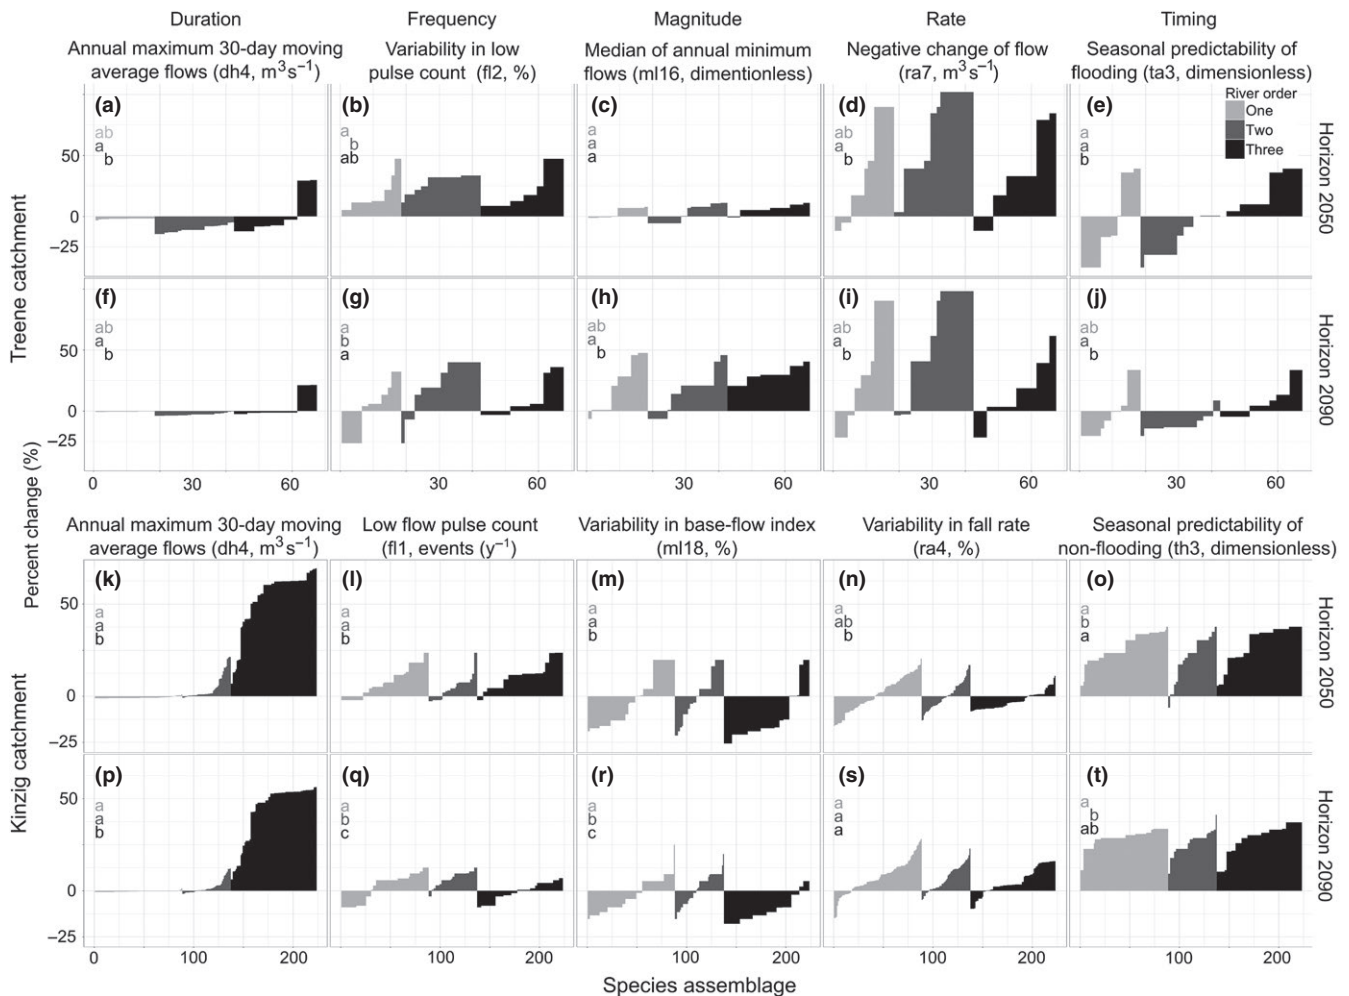 Duration
Frequency
Magnitude
Rate
Timing
Annual maximum 30-day moving
average flows (dh4, m³s⁻¹)
Variability in low
pulse count (fl2, %)
Median of annual minimum
flows (ml16, dimentionless)
Negative change of flow
(ra7, m³s⁻¹)
Seasonal predictability of
flooding (ta3, dimensionless)
River order
One
Two
Three
(a)
ab
a
b
(b)
a
b
ab
(c)
a
a
a
(d)
ab
a
b
(e)
a
a
b
50
0
−25
Horizon 2050
Treene catchment
(f)
ab
a
b
(g)
a
b
a
(h)
ab
a
b
(i)
ab
a
b
(j)
ab
a
b
50
0
−25
Horizon 2090
0 30 60
30 60
30 60
30 60
30 60
Percent change (%)
Annual maximum 30-day moving
average flows (dh4, m³s⁻¹)
Low flow pulse count
(fl1, events (y⁻¹)
Variability in base-flow index
(ml18, %)
Variability in fall rate
(ra4, %)
Seasonal predictability of
non-flooding (th3, dimensionless)
(k)
a
a
b
(l)
a
a
b
(m)
a
a
b
(n)
a
ab
b
(o)
a
b
a
50
0
−25
Horizon 2050
Kinzig catchment
(p)
a
a
b
(q)
a
b
c
(r)
a
b
c
(s)
a
a
a
(t)
a
b
ab
50
0
−25
Horizon 2090
0 100 200
100 200
100 200
100 200
100 200
Species assemblage